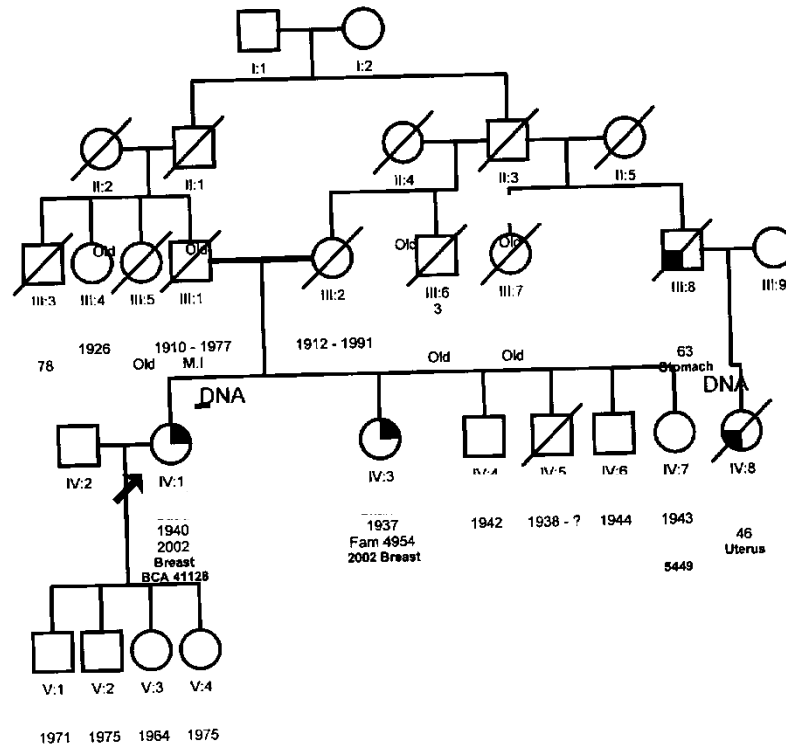 I:1 I:2
II:2 II:1 II:4 II:3 II:5
Old Old Old Old
III:3 III:4 III:5 III:1 III:2 III:6 III:7 III:8 III:9
3
78 1926 Old 1910 - 1977 1912 - 1991 Old Old 63
M.I Stomach
DNA DNA
IV:2 IV:1 IV:3 IV:4 IV:5 IV:6 IV:7 IV:8
1940 1937 1942 1938 - ? 1944 1943 46
2002 Fam 4954 Uterus
Breast 2002 Breast
BCA 41128 5449
V:1 V:2 V:3 V:4
1971 1975 1964 1975